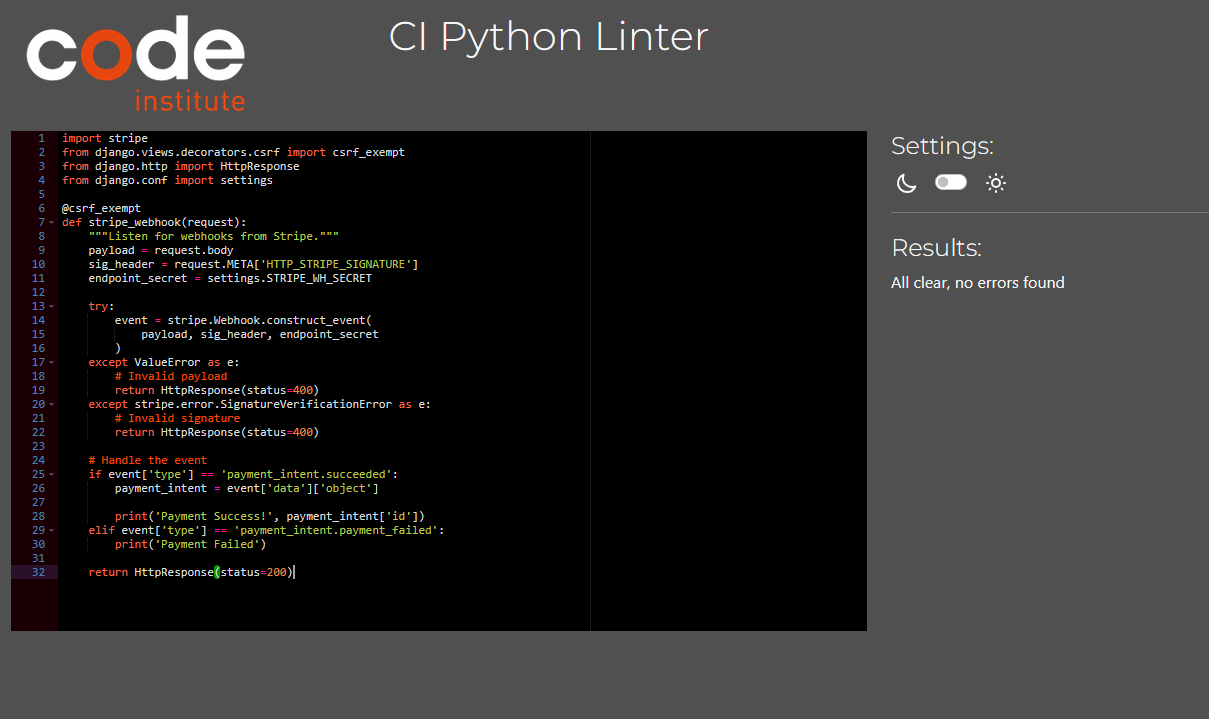 code
institute
CI Python Linter
1 import stripe
2 from django.views.decorators.csrf import csrf_exempt
3 from django.http import HttpResponse
4 from django.conf import settings
5
6 @csrf_exempt
7 def stripe_webhook(request):
8     """Listen for webhooks from Stripe."""
9     payload = request.body
10     sig_header = request.META['HTTP_STRIPE_SIGNATURE']
11     endpoint_secret = settings.STRIPE_WH_SECRET
12
13     try:
14         event = stripe.Webhook.construct_event(
15             payload, sig_header, endpoint_secret
16         )
17     except ValueError as e:
18         # Invalid payload
19         return HttpResponse(status=400)
20     except stripe.error.SignatureVerificationError as e:
21         # Invalid signature
22         return HttpResponse(status=400)
23
24     # Handle the event
25     if event['type'] == 'payment_intent.succeeded':
26         payment_intent = event['data']['object']
27
28         print('Payment Success!', payment_intent['id'])
29     elif event['type'] == 'payment_intent.payment_failed':
30         print('Payment Failed')
31
32     return HttpResponse(status=200)
Settings:
Results:
All clear, no errors found